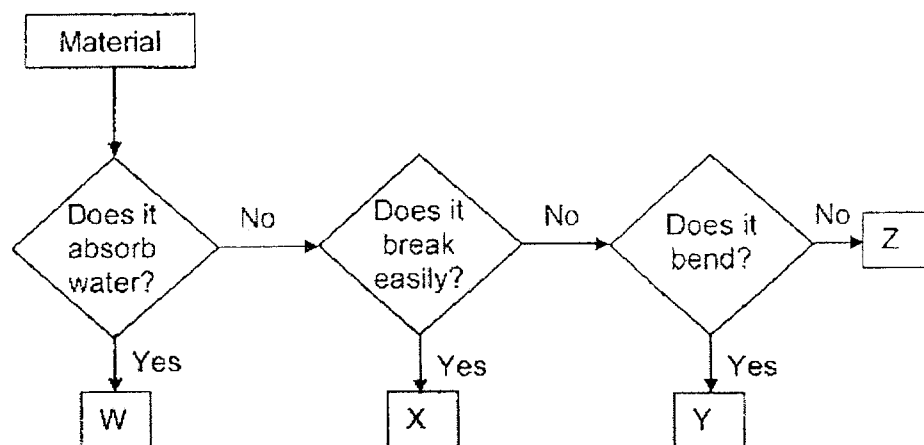 Material
Does it
absorb
water?
No
Does it
break
easily?
No
Does it
bend?
No
Z
Yes
W
Yes
X
Yes
Y